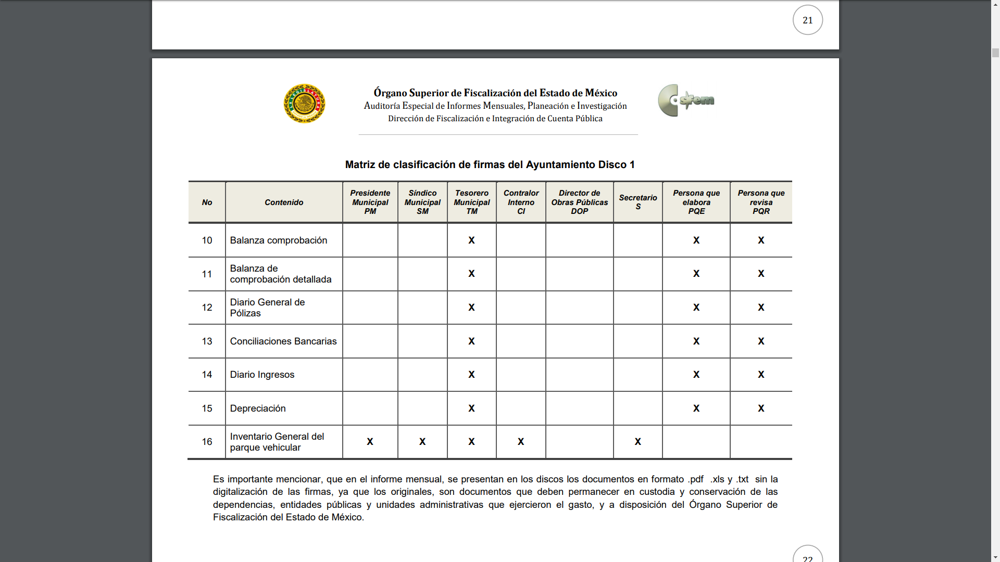 21
LX LEGISLATURA
Órgano Superior de Fiscalización del Estado de México
Auditoría Especial de Informes Mensuales, Planeación e Investigación
Dirección de Fiscalización e Integración de Cuenta Pública
osfem
Matriz de clasificación de firmas del Ayuntamiento Disco 1
No
Contenido
Presidente
Municipal
PM
Síndico
Municipal
SM
Tesorero
Municipal
TM
Contralor
Interno
CI
Director de
Obras Públicas
DOP
Secretario
S
Persona que
elabora
PQE
Persona que
revisa
PQR
10 Balanza comprobación X X X
11 Balanza de
comprobación detallada X X X
12 Diario General de
Pólizas X X X
13 Conciliaciones Bancarias X X X
14 Diario Ingresos X X X
15 Depreciación X X X
16 Inventario General del
parque vehicular X X X X X
Es importante mencionar, que en el informe mensual, se presentan en los discos los documentos en formato .pdf .xls y .txt sin la
digitalización de las firmas, ya que los originales, son documentos que deben permanecer en custodia y conservación de las
dependencias, entidades públicas y unidades administrativas que ejercieron el gasto, y a disposición del Órgano Superior de
Fiscalización del Estado de México.
22